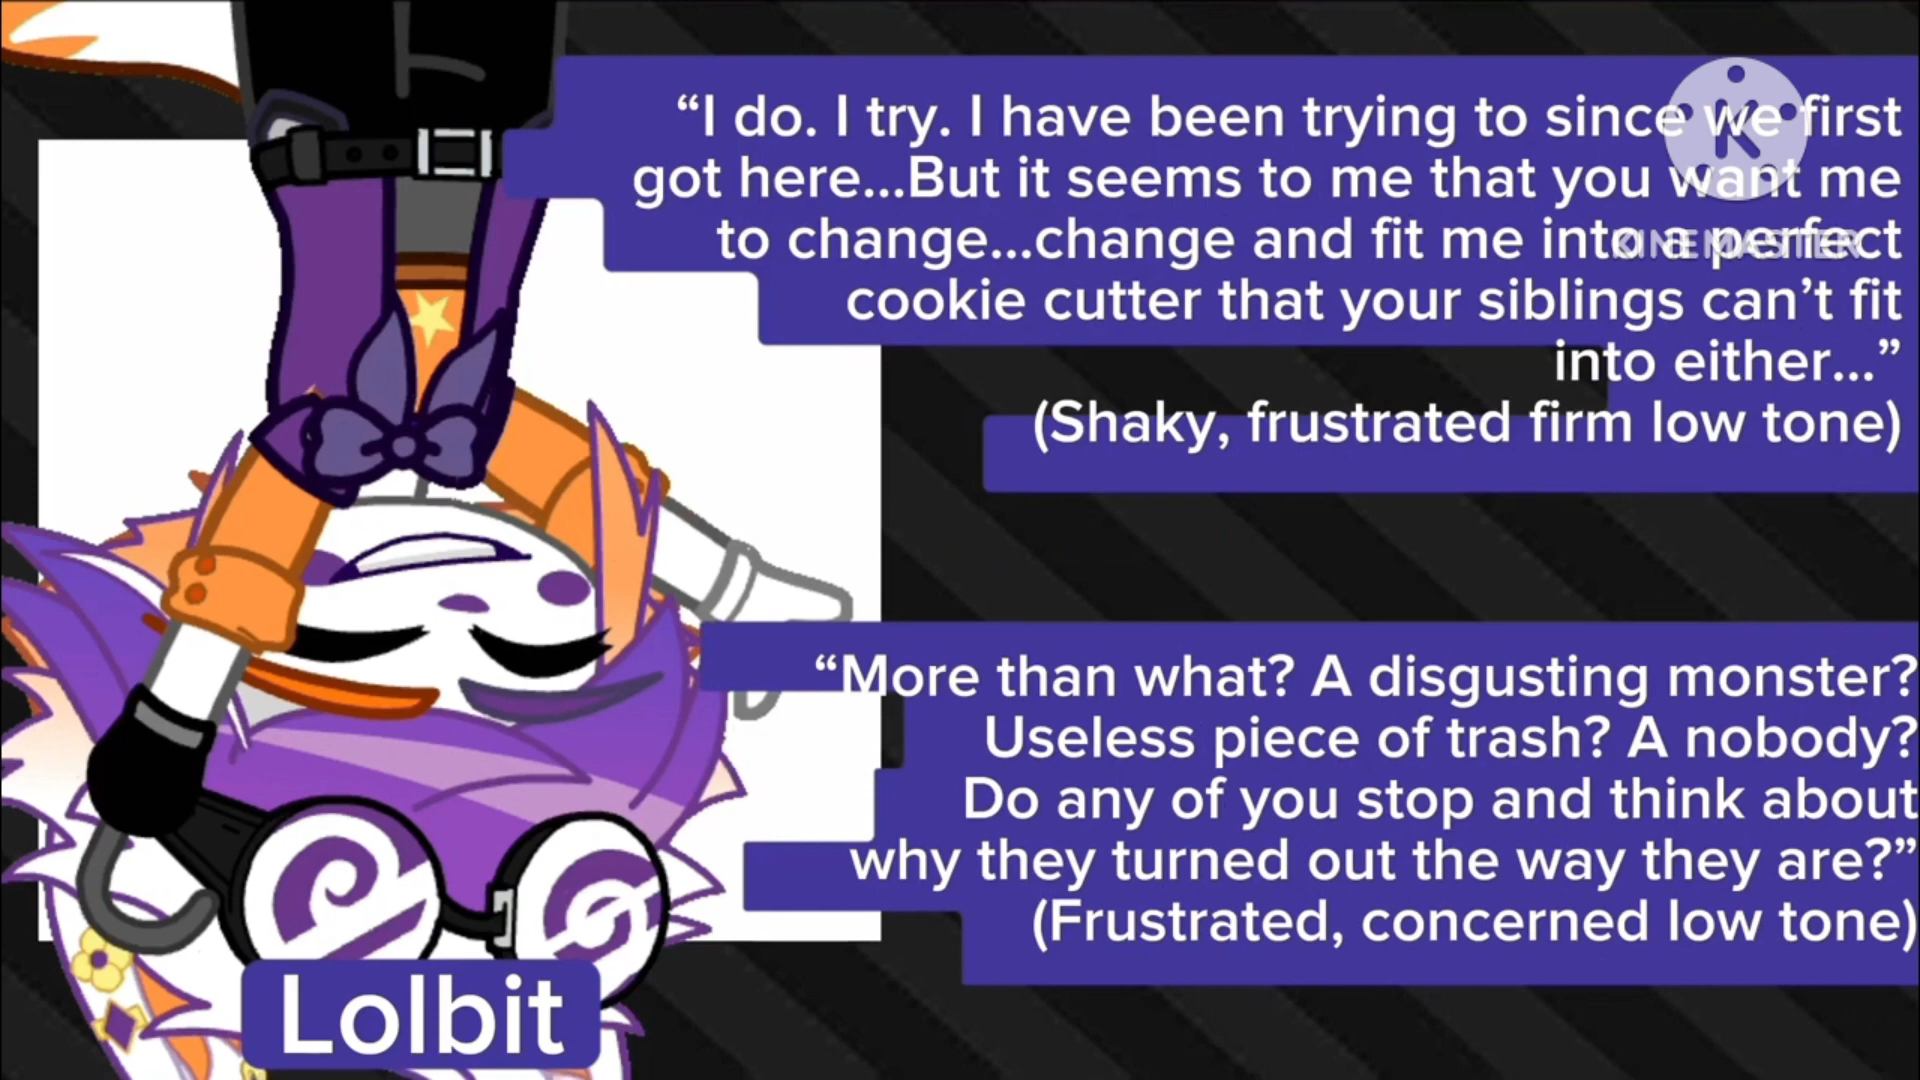 “I do. I try. I have been trying to since we first
got here...But it seems to me that you want me
to change...change and fit me into a perfect
cookie cutter that your siblings can’t fit
into either...”
(Shaky, frustrated firm low tone)
K
KINEMASTER
“More than what? A disgusting monster?
Useless piece of trash? A nobody?
Do any of you stop and think about
why they turned out the way they are?”
(Frustrated, concerned low tone)
Lolbit